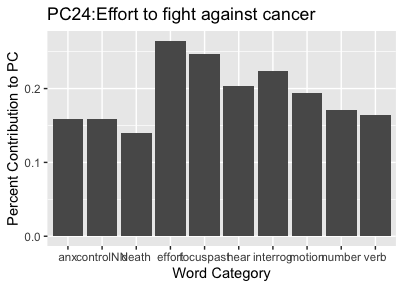 PC24:Effort to fight against cancer
Percent Contribution to PC
0.2
0.1
0.0
anx controlNN death effort focuspast hear interrog motion number verb
Word Category